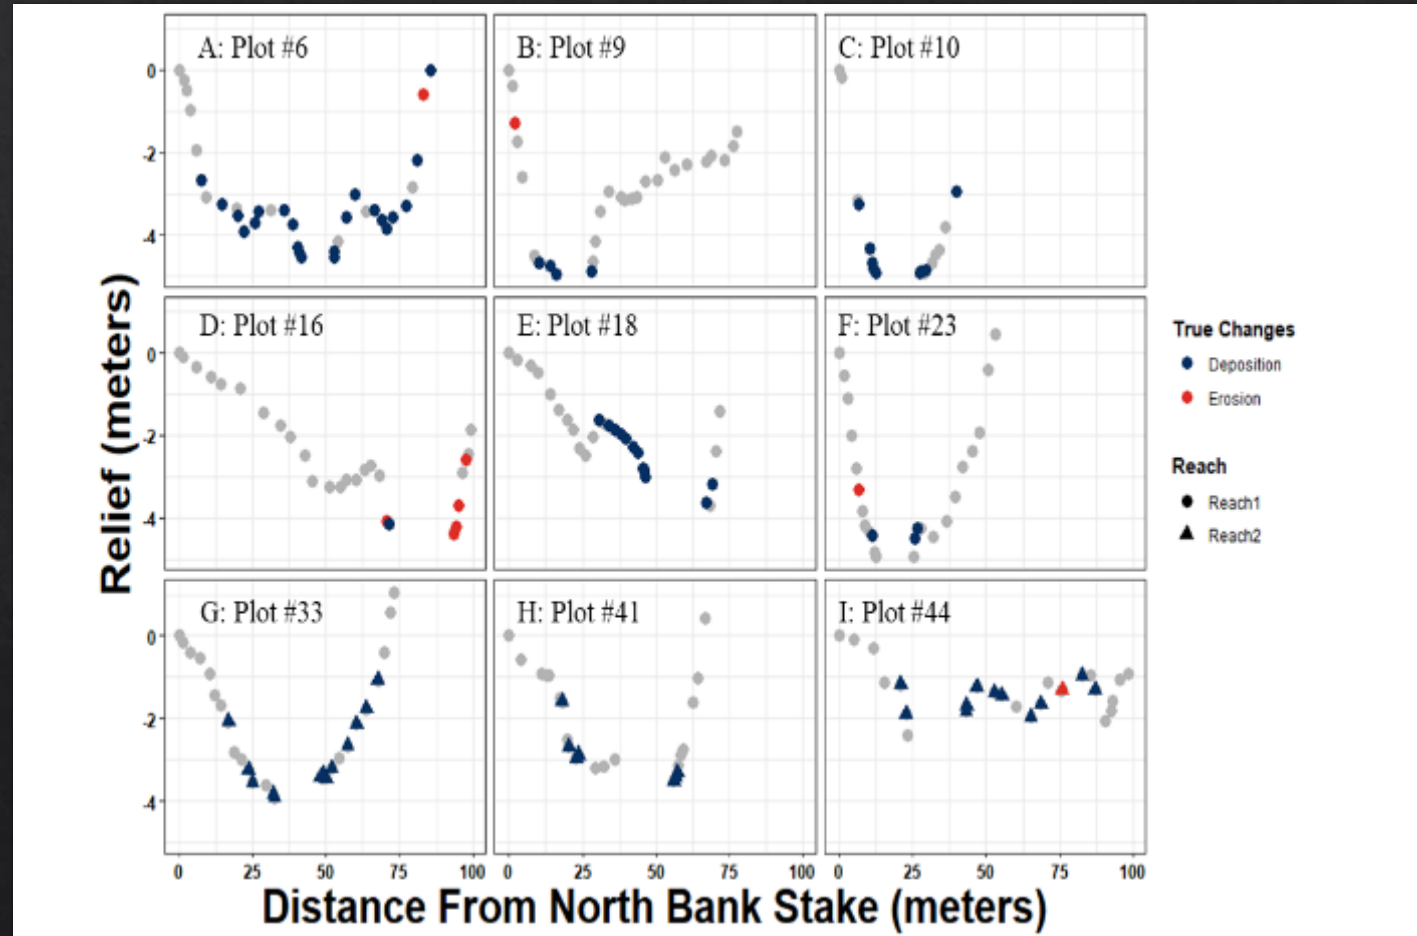 A: Plot #6
B: Plot #9
C: Plot #10
0
-2
-4
D: Plot #16
E: Plot #18
F: Plot #23
0
-2
-4
G: Plot #33
H: Plot #41
I: Plot #44
0
-2
-4
0 25 50 75 100
0 25 50 75 100
0 25 50 75 100
Relief (meters)
Distance From North Bank Stake (meters)
True Changes
Deposition
Erosion
Reach
Reach1
Reach2